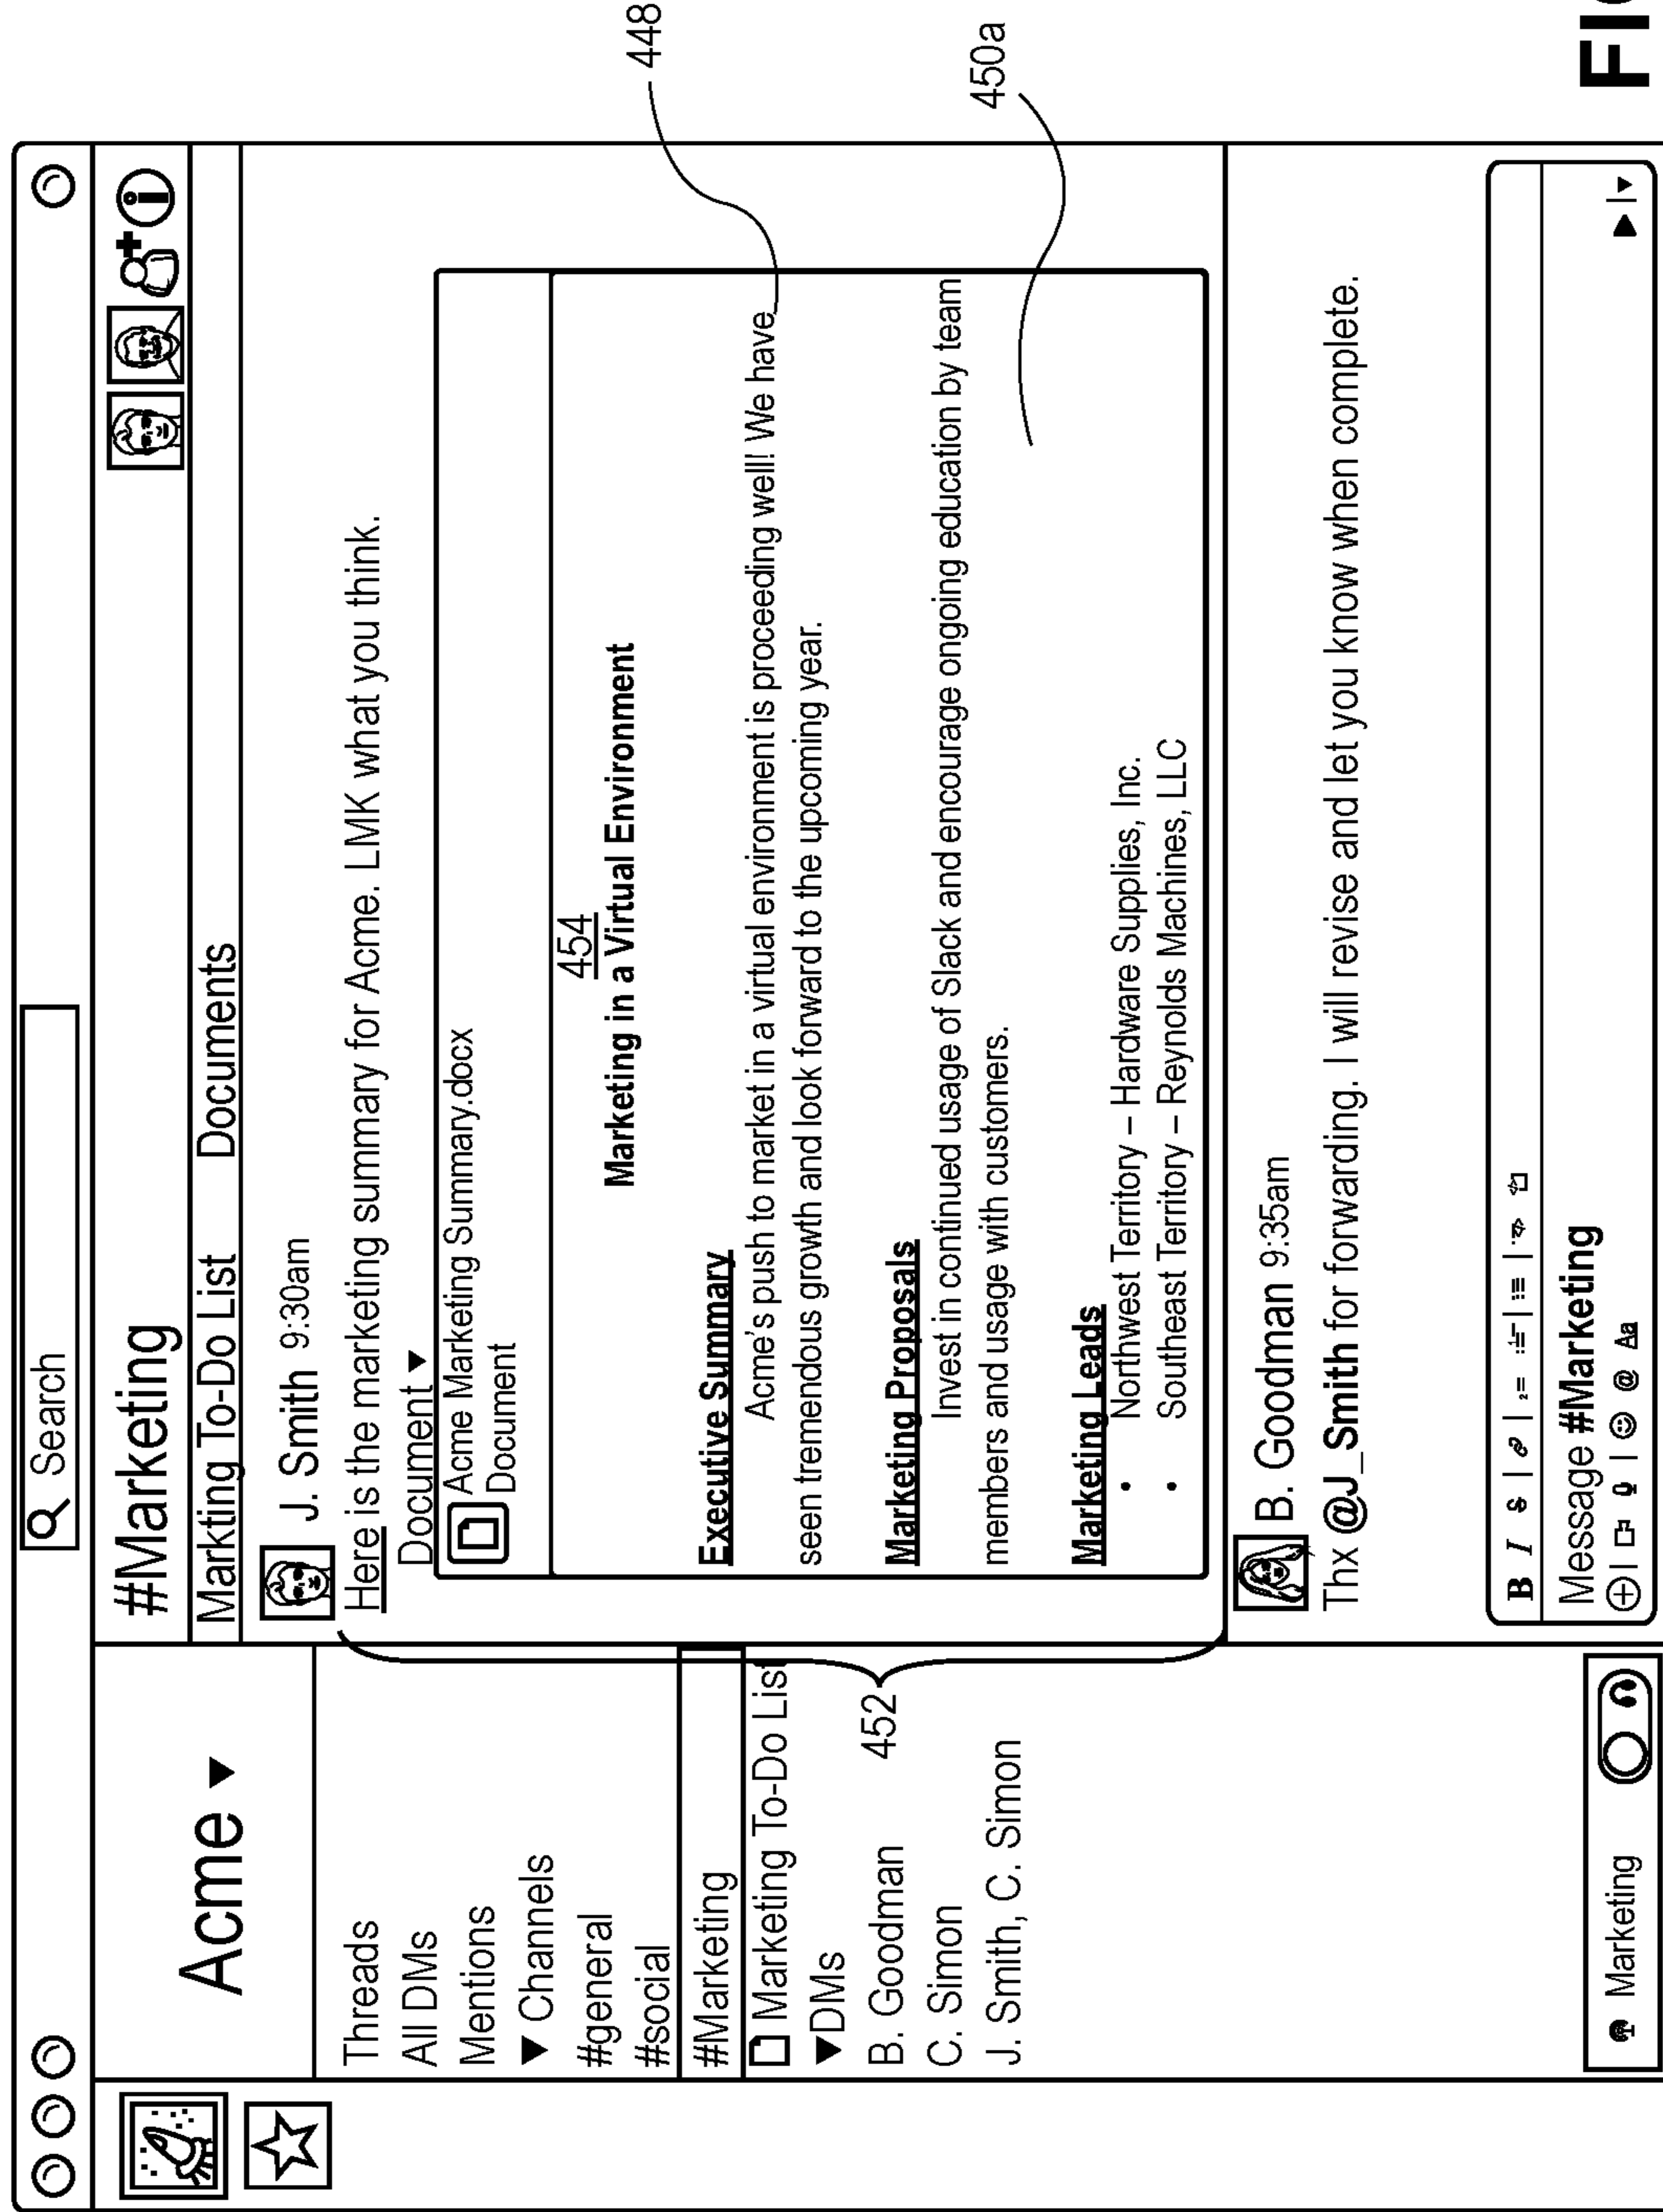 Search
Acme
Threads
All DMs
Mentions
Channels
#general
#social
#Marketing
Marketing To-Do List
DMs
B. Goodman
452
C. Simon
J. Smith, C. Simon
Marketing
#Marketing
Markting To-Do List Documents
J. Smith 9:30am
Here is the marketing summary for Acme. LMK what you think.
Document
Acme Marketing Summary.docx
Document
454
Marketing in a Virtual Environment
Executive Summary
Acme's push to market in a virtual environment is proceeding well! We have
seen tremendous growth and look forward to the upcoming year.
Marketing Proposals
Invest in continued usage of Slack and encourage ongoing education by team
members and usage with customers.
Marketing Leads
• Northwest Territory – Hardware Supplies, Inc.
• Southeast Territory – Reynolds Machines, LLC
448
450a
B. Goodman 9:35am
Thx @J_Smith for forwarding. I will revise and let you know when complete.
B I S
Message #Marketing
@ Aa